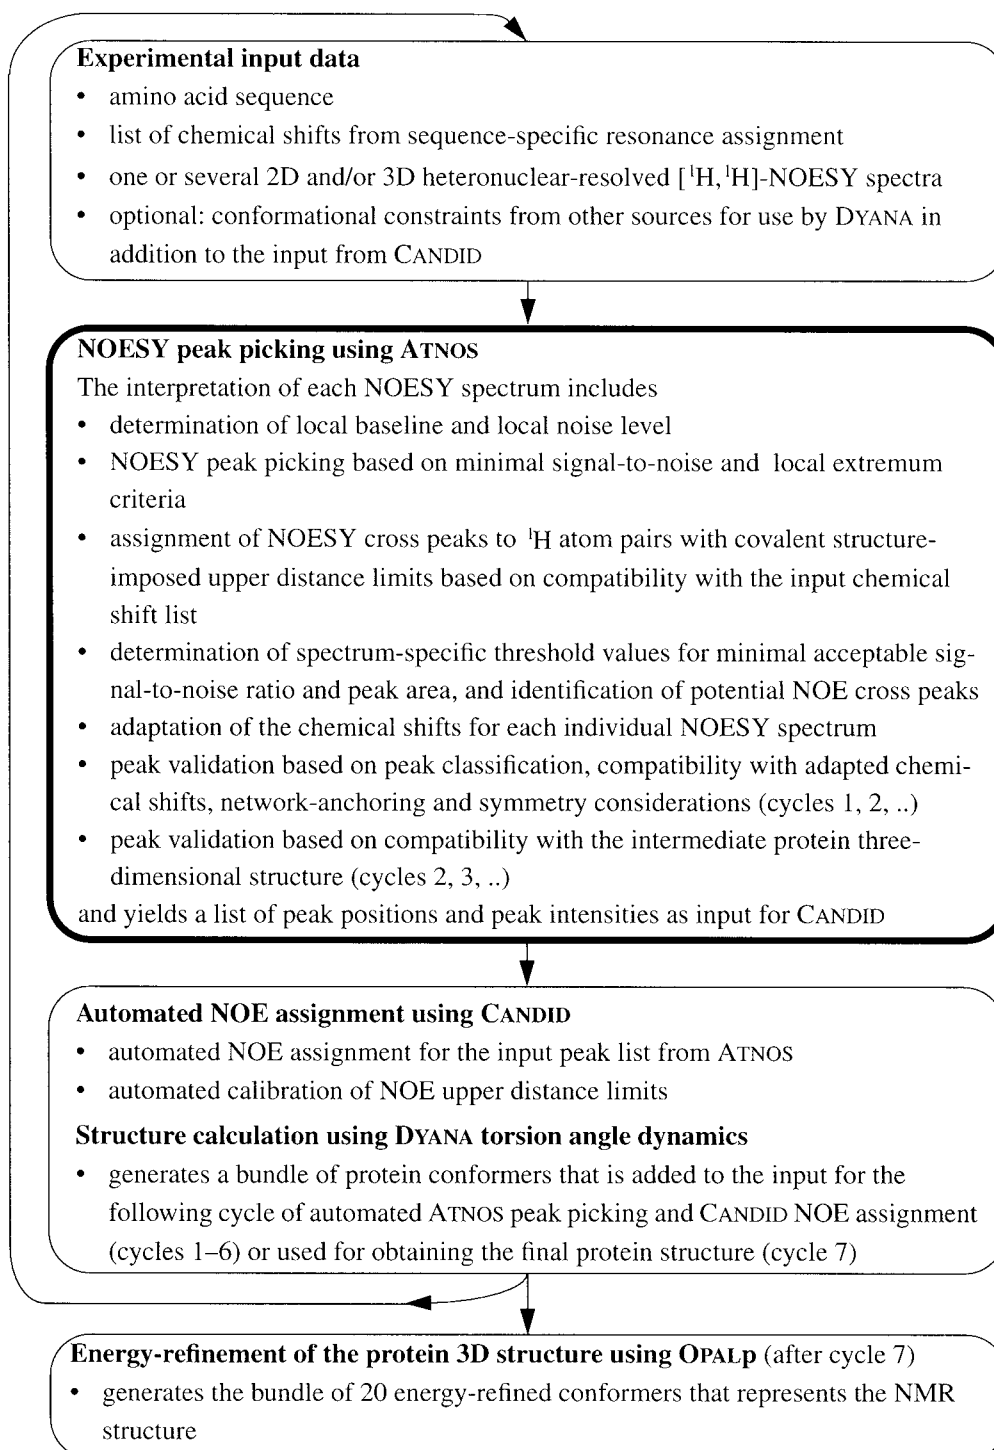 Experimental input data
• amino acid sequence
• list of chemical shifts from sequence-specific resonance assignment
• one or several 2D and/or 3D heteronuclear-resolved [¹H,¹H]-NOESY spectra
• optional: conformational constraints from other sources for use by DYANA in
addition to the input from CANDID
NOESY peak picking using ATNOS
The interpretation of each NOESY spectrum includes
• determination of local baseline and local noise level
• NOESY peak picking based on minimal signal-to-noise and local extremum
criteria
• assignment of NOESY cross peaks to ¹H atom pairs with covalent structure-
imposed upper distance limits based on compatibility with the input chemical
shift list
• determination of spectrum-specific threshold values for minimal acceptable sig-
nal-to-noise ratio and peak area, and identification of potential NOE cross peaks
• adaptation of the chemical shifts for each individual NOESY spectrum
• peak validation based on peak classification, compatibility with adapted chemi-
cal shifts, network-anchoring and symmetry considerations (cycles 1, 2, ..)
• peak validation based on compatibility with the intermediate protein three-
dimensional structure (cycles 2, 3, ..)
and yields a list of peak positions and peak intensities as input for CANDID
Automated NOE assignment using CANDID
• automated NOE assignment for the input peak list from ATNOS
• automated calibration of NOE upper distance limits
Structure calculation using DYANA torsion angle dynamics
• generates a bundle of protein conformers that is added to the input for the
following cycle of automated ATNOS peak picking and CANDID NOE assignment
(cycles 1–6) or used for obtaining the final protein structure (cycle 7)
Energy-refinement of the protein 3D structure using OPALp (after cycle 7)
• generates the bundle of 20 energy-refined conformers that represents the NMR
structure